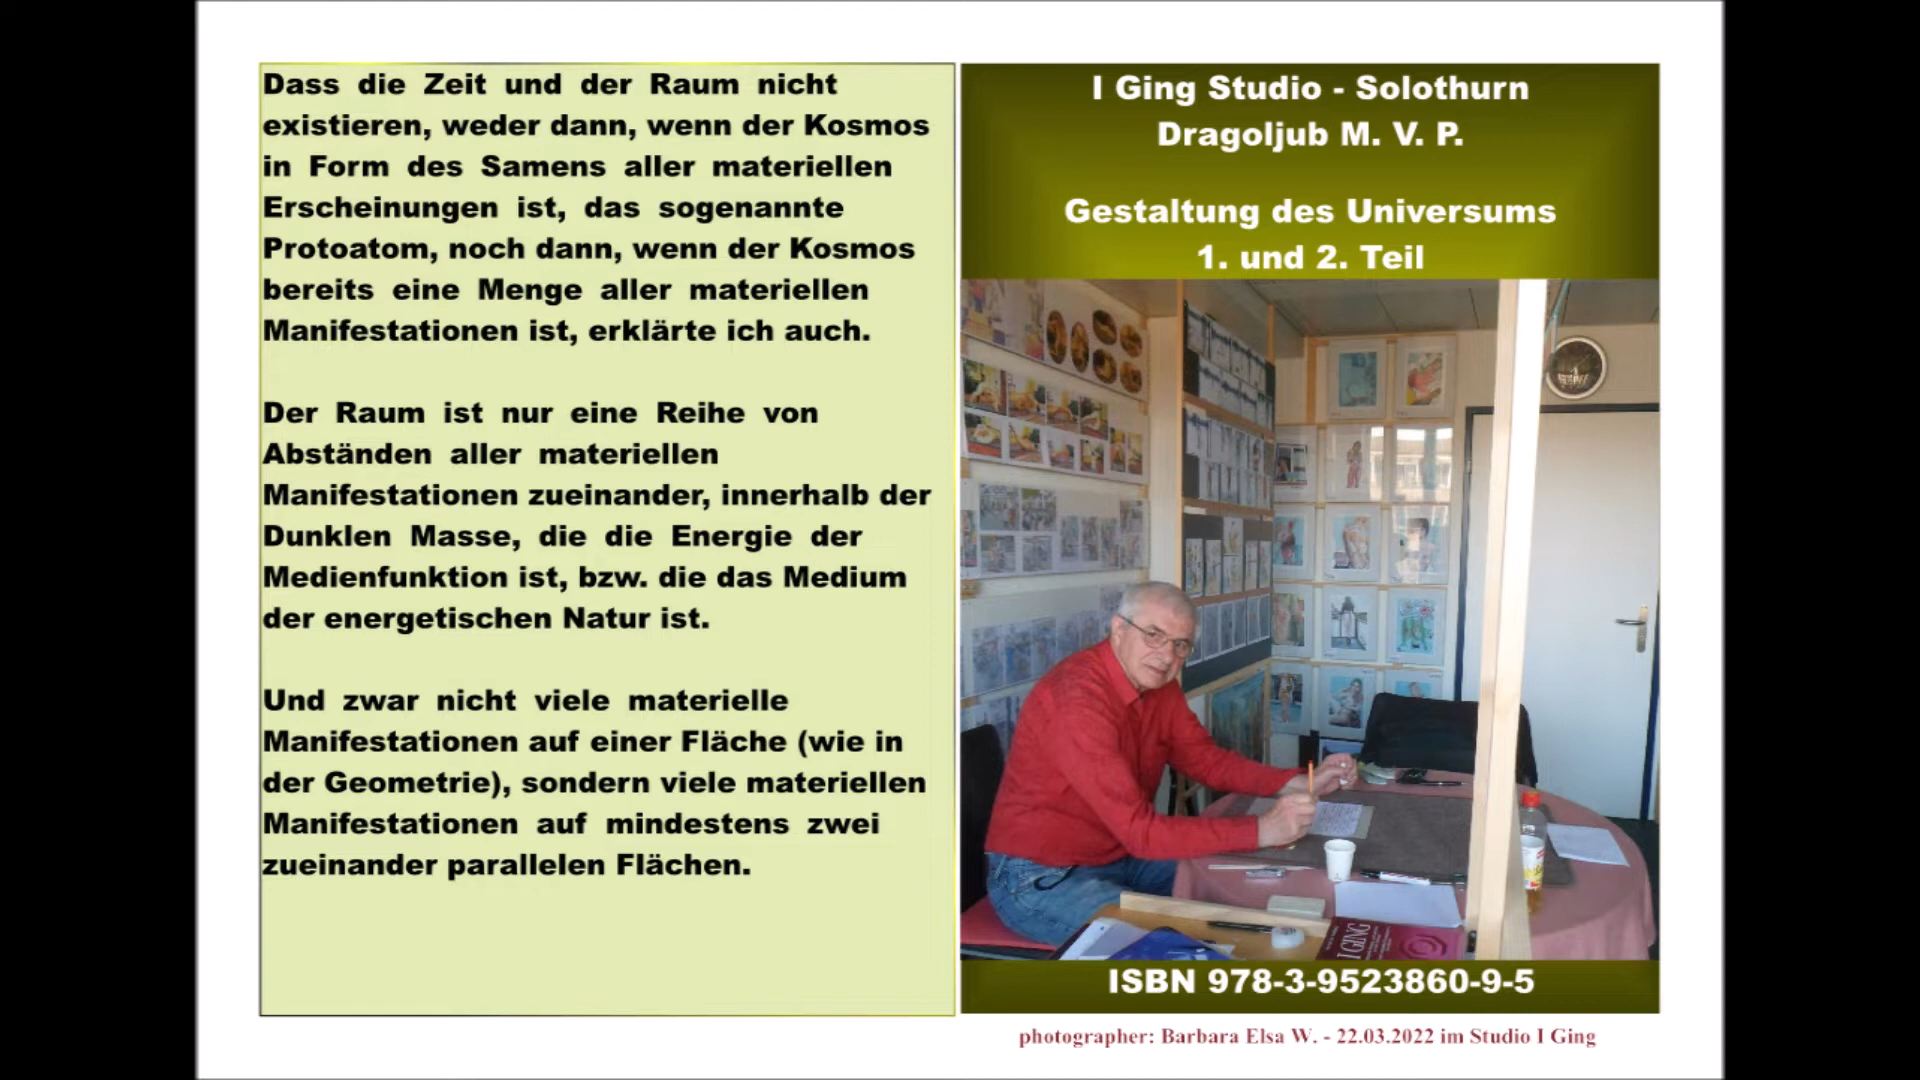 Dass die Zeit und der Raum nicht
existieren, weder dann, wenn der Kosmos
in Form des Samens aller materiellen
Erscheinungen ist, das sogenannte
Protoatom, noch dann, wenn der Kosmos
bereits eine Menge aller materiellen
Manifestationen ist, erklärte ich auch.
Der Raum ist nur eine Reihe von
Abständen aller materiellen
Manifestationen zueinander, innerhalb der
Dunklen Masse, die die Energie der
Medienfunktion ist, bzw. die das Medium
der energetischen Natur ist.
Und zwar nicht viele materielle
Manifestationen auf einer Fläche (wie in
der Geometrie), sondern viele materiellen
Manifestationen auf mindestens zwei
zueinander parallelen Flächen.
I Ging Studio - Solothurn
Dragoljub M. V. P.
Gestaltung des Universums
1. und 2. Teil
I GING
ISBN 978-3-9523860-9-5
photographer: Barbara Elsa W. - 22.03.2022 im Studio I Ging